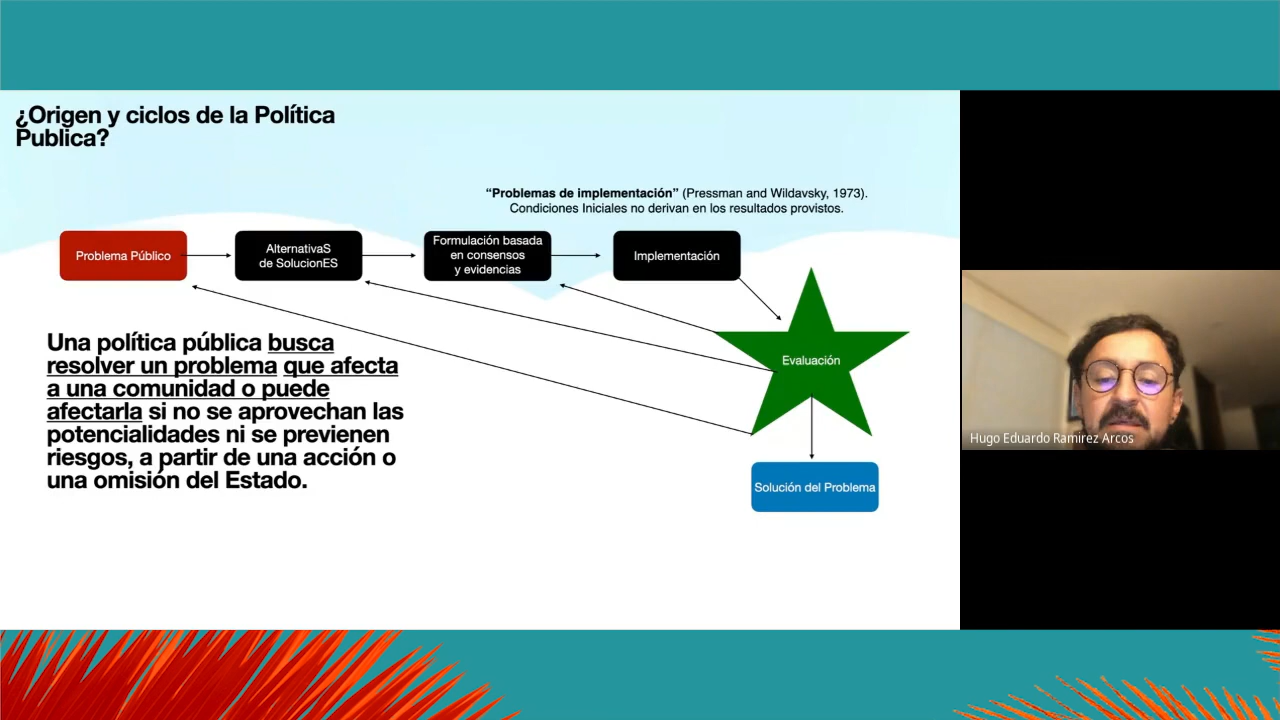 ¿Origen y ciclos de la Política
Publica?
“Problemas de implementación” (Pressman and Wildavsky, 1973).
Condiciones Iniciales no derivan en los resultados provistos.
Problema Público
AlternativaS
de SolucionES
Formulación basada
en consensos
y evidencias
Implementación
Una política pública busca
resolver un problema que afecta
a una comunidad o puede
afectarla si no se aprovechan las
potencialidades ni se previenen
riesgos, a partir de una acción o
una omisión del Estado.
Evaluación
Solución del Problema
Hugo Eduardo Ramirez Arcos